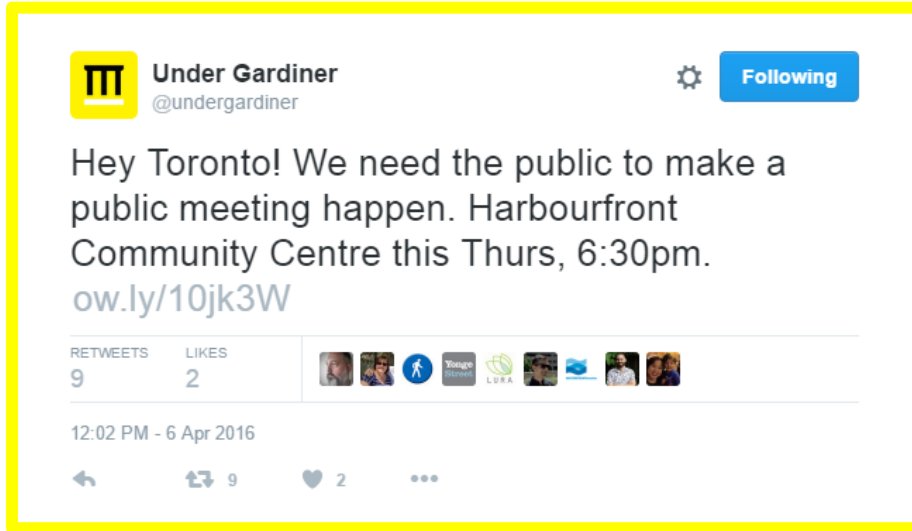 Under Gardiner
@undergardiner
Following
Hey Toronto! We need the public to make a
public meeting happen. Harbourfront
Community Centre this Thurs, 6:30pm.
ow.ly/10jk3W
RETWEETS LIKES
9 2
Yonge
Street
LURA
12:02 PM - 6 Apr 2016
9 2